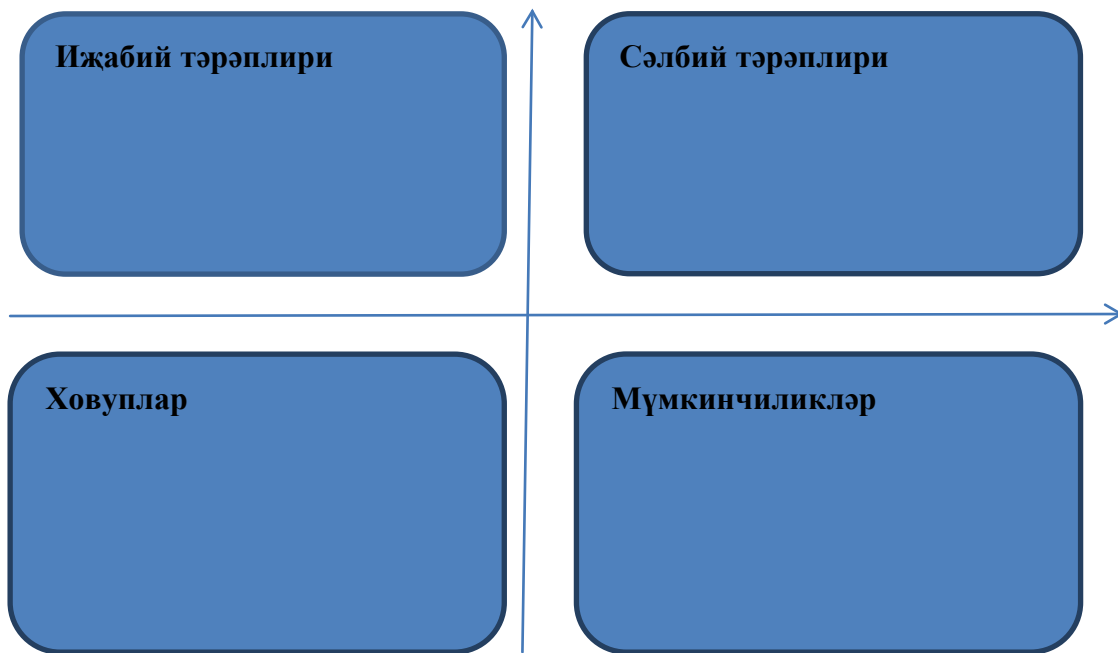 Иҗабий тәрәплири
Сәлбий тәрәплири
Ховуплар
Мүмкинчиликләр